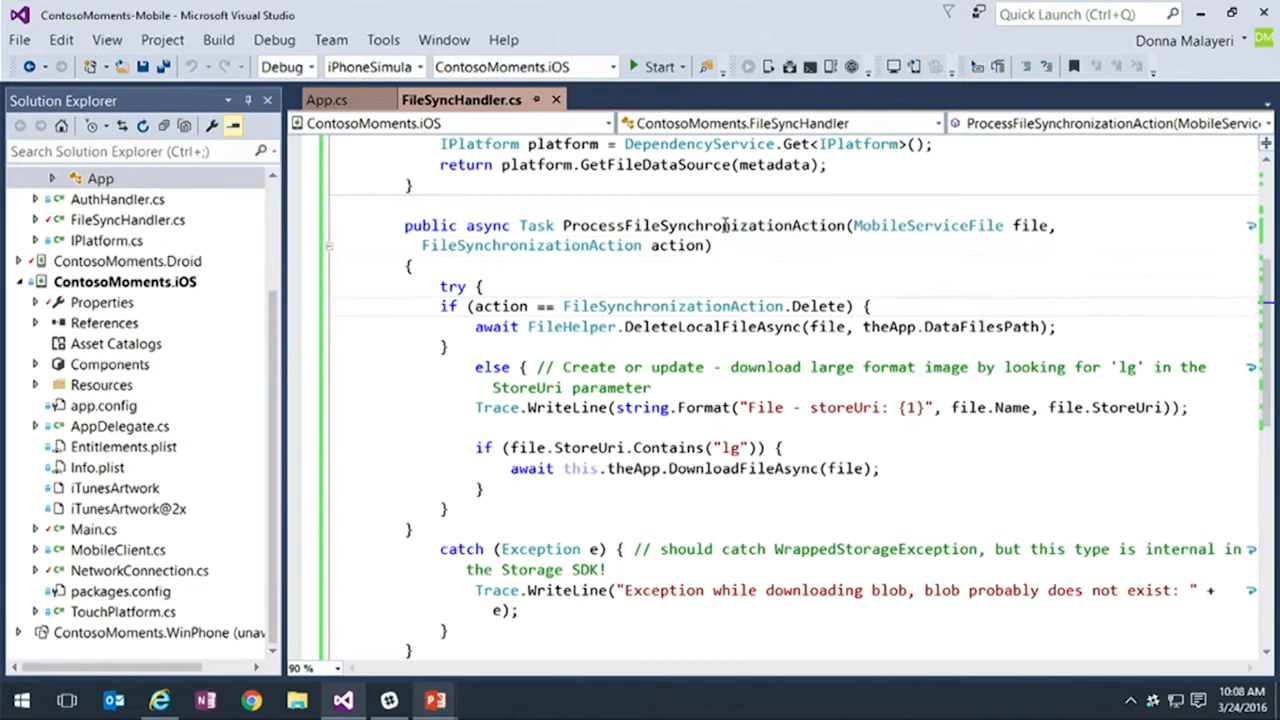 ContosoMoments-Mobile - Microsoft Visual Studio
Quick Launch (Ctrl+Q)
File Edit View Project Build Debug Team Tools Window Help
Donna Malayeri
DM
Debug iPhoneSimula ContosoMoments.iOS Start
Solution Explorer
App.cs FileSyncHandler.cs
ContosoMoments.iOS ContosoMoments.FileSyncHandler ProcessFileSynchronizationAction(MobileServic
Search Solution Explorer (Ctrl+;)
App
AuthHandler.cs
FileSyncHandler.cs
IPlatform.cs
ContosoMoments.Droid
ContosoMoments.iOS
Properties
References
Asset Catalogs
Components
Resources
app.config
AppDelegate.cs
Entitlements.plist
Info.plist
iTunesArtwork
iTunesArtwork@2x
Main.cs
MobileClient.cs
NetworkConnection.cs
packages.config
TouchPlatform.cs
ContosoMoments.WinPhone (unav
IPlatform platform = DependencyService.Get<IPlatform>();
return platform.GetFileDataSource(metadata);
}
public async Task ProcessFileSynchronizationAction(MobileServiceFile file,
FileSynchronizationAction action)
{
try {
if (action == FileSynchronizationAction.Delete) {
await FileHelper.DeleteLocalFileAsync(file, theApp.DataFilesPath);
}
else { // Create or update - download large format image by looking for 'lg' in the
StoreUri parameter
Trace.WriteLine(string.Format("File - storeUri: {1}", file.Name, file.StoreUri));
if (file.StoreUri.Contains("lg")) {
await this.theApp.DownloadFileAsync(file);
}
}
}
catch (Exception e) { // should catch WrappedStorageException, but this type is internal in
the Storage SDK!
Trace.WriteLine("Exception while downloading blob, blob probably does not exist: " +
e);
}
}
90 %
10:08 AM
3/24/2016